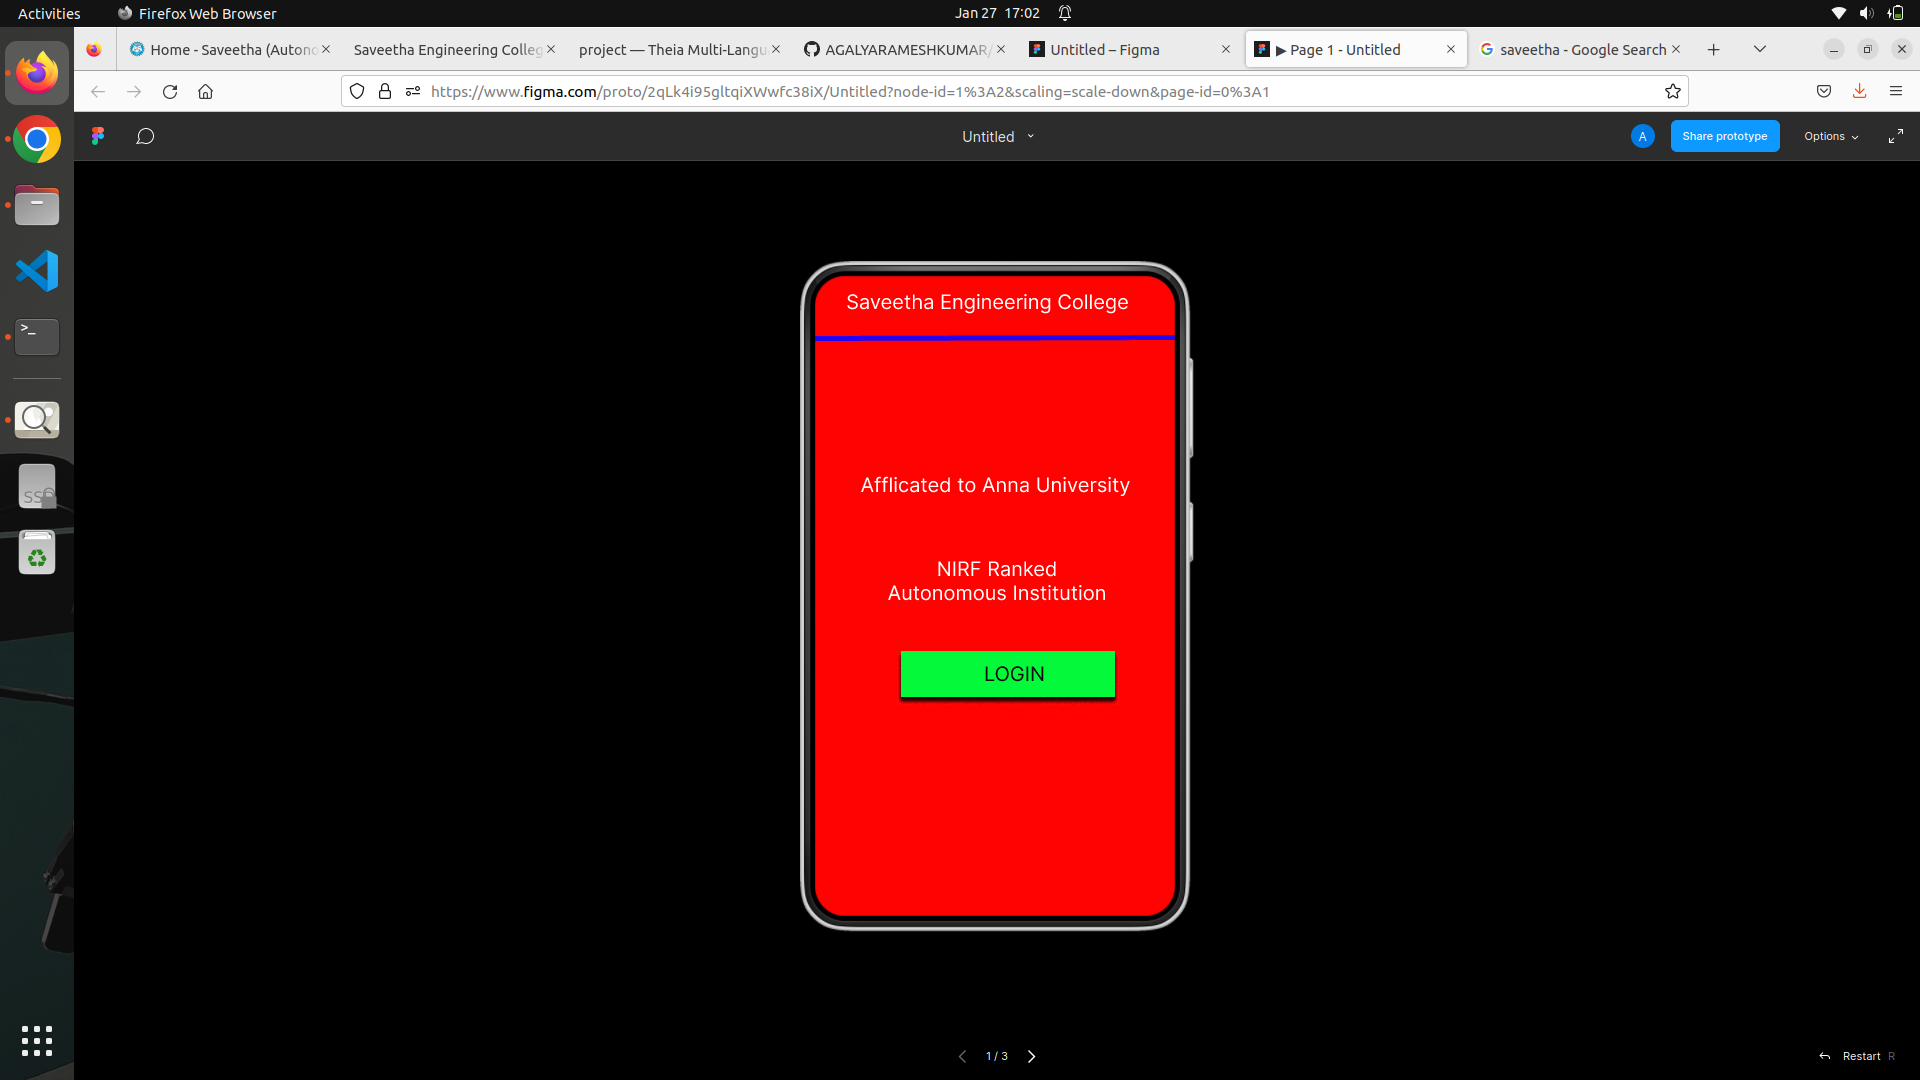 Activities
Firefox Web Browser
Jan 27 17:02
Home - Saveetha (Autono
Saveetha Engineering Colleg
project — Theia Multi-Langu
AGALYARAMESHKUMAR/
Untitled – Figma
▶ Page 1 - Untitled
saveetha - Google Search
https://www.figma.com/proto/2qLk4i95gltqiXWwfc38iX/Untitled?node-id=1%3A2&scaling=scale-down&page-id=0%3A1
Untitled
A
Share prototype
Options
Saveetha Engineering College
Afflicated to Anna University
NIRF Ranked
Autonomous Institution
LOGIN
>_
SSD
1 / 3
Restart R